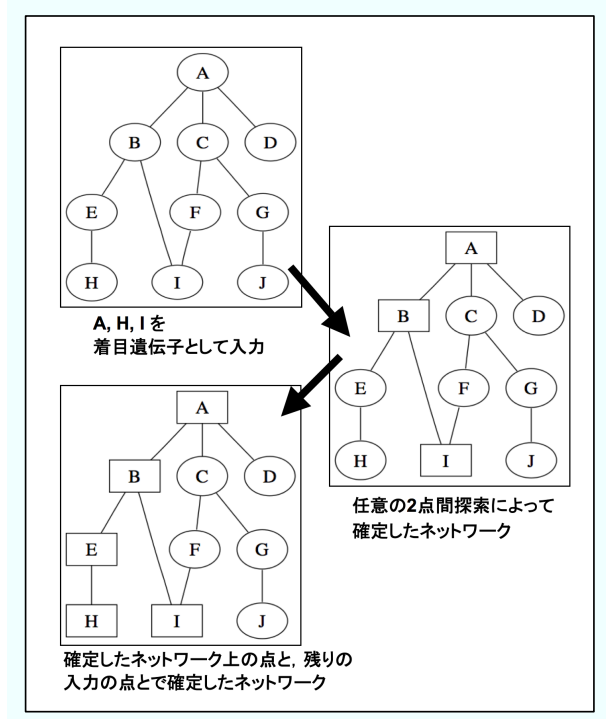 A
B
C
D
E
F
G
H
I
J
A, H, I を
着目遺伝子として入力
A
B
C
D
E
F
G
H
I
J
任意の2点間探索によって
確定したネットワーク
A
B
C
D
E
F
G
H
I
J
確定したネットワーク上の点と, 残りの
入力の点とで確定したネットワーク